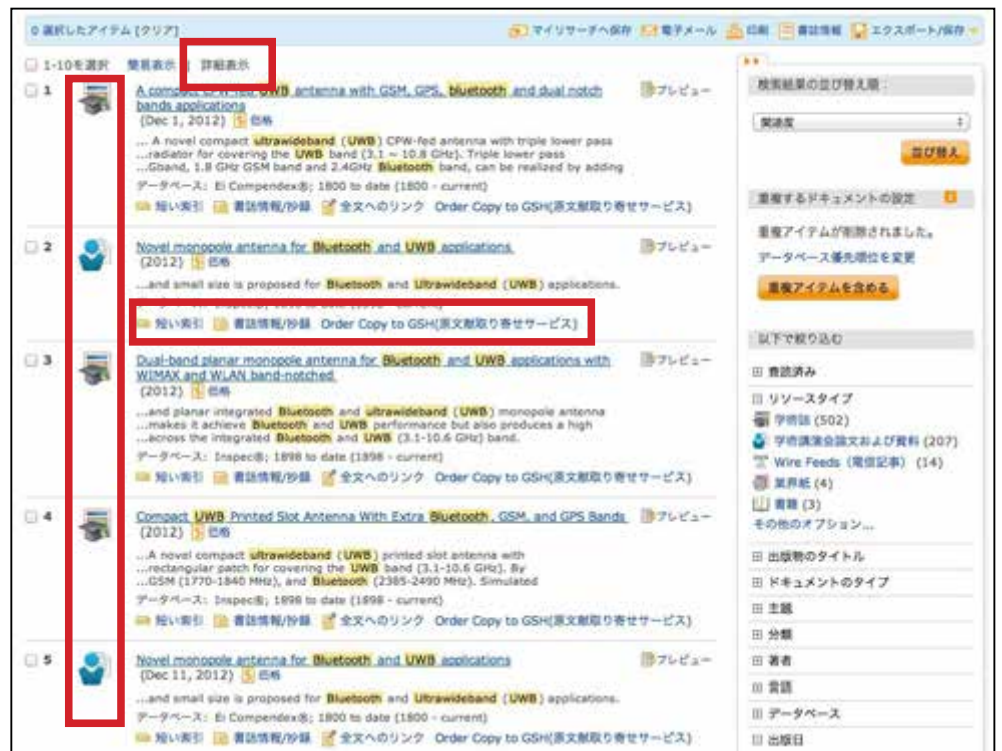 0 選択したアイテム [クリア]
マイリサーチへ保存 電子メール 印刷 書誌情報 エクスポート/保存
1-10を選択 簡易表示 | 詳細表示
1 A compact CPW-fed UWB antenna with GSM, GPS, bluetooth and dual notch プレビュー
bands applications
(Dec 1, 2012) 価格
... A novel compact ultrawideband (UWB) CPW-fed antenna with triple lower pass
...radiator for covering the UWB band (3.1 ~ 10.8 GHz). Triple lower pass
...Gband, 1.8 GHz GSM band and 2.4GHz Bluetooth band, can be realized by adding
データベース: Ei Compendex®; 1800 to date (1800 - current)
短い索引 書誌情報/抄録 全文へのリンク Order Copy to GSH(原文献取り寄せサービス)
2 Novel monopole antenna for Bluetooth and UWB applications. プレビュー
(2012) 価格
...and small size is proposed for Bluetooth and Ultrawideband (UWB) applications.
短い索引 書誌情報/抄録 Order Copy to GSH(原文献取り寄せサービス)
3 Dual-band planar monopole antenna for Bluetooth and UWB applications with プレビュー
WIMAX and WLAN band-notched
(2012) 価格
...and planar integrated Bluetooth and ultrawideband (UWB) monopole antenna
...makes it achieve Bluetooth and UWB performance but also produces a high
...across the integrated Bluetooth and UWB (3.1-10.6 GHz) band.
データベース: Inspec®; 1898 to date (1898 - current)
短い索引 書誌情報/抄録 全文へのリンク Order Copy to GSH(原文献取り寄せサービス)
4 Compact UWB Printed Slot Antenna With Extra Bluetooth, GSM, and GPS Bands プレビュー
(2012) 価格
...A novel compact ultrawideband (UWB) printed slot antenna with
...rectangular patch for covering the UWB band (3.1-10.6 GHz). By
...GSM (1770-1840 MHz), and Bluetooth (2385-2490 MHz). Simulated
データベース: Inspec®; 1898 to date (1898 - current)
短い索引 書誌情報/抄録 全文へのリンク Order Copy to GSH(原文献取り寄せサービス)
5 Novel monopole antenna for Bluetooth and UWB applications プレビュー
(Dec 11, 2012) 価格
...and small size is proposed for Bluetooth and Ultrawideband (UWB) applications.
データベース: Ei Compendex®; 1800 to date (1800 - current)
短い索引 書誌情報/抄録 全文へのリンク Order Copy to GSH(原文献取り寄せサービス)
検索結果の並び替え順:
関連度
並び替え
重複するドキュメントの設定
重複アイテムが削除されました。
データベース優先順位を変更
重複アイテムを含める
以下で絞り込む
査読済み
リソースタイプ
学術誌 (502)
学術講演会論文および資料 (207)
Wire Feeds (電信記事) (14)
業界紙 (4)
書籍 (3)
その他のオプション...
出版物のタイトル
ドキュメントのタイプ
主題
分類
著者
言語
データベース
出版日